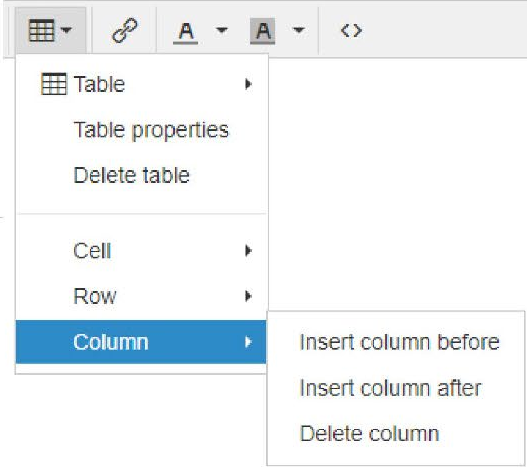 A A <>
Table
Table properties
Delete table
Cell
Row
Column
Insert column before
Insert column after
Delete column